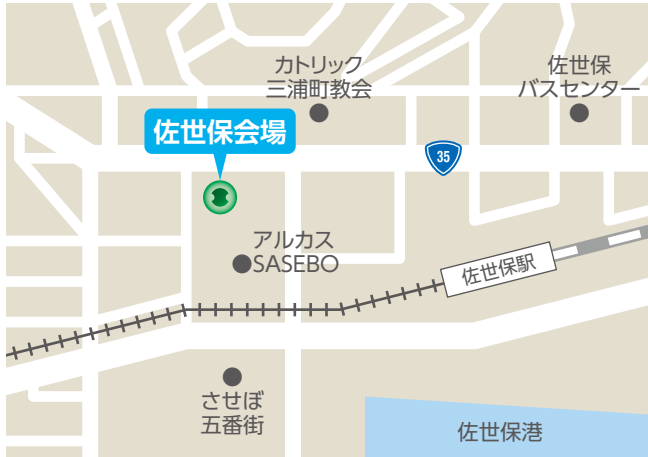 カトリック
三浦町教会
佐世保
バスセンター
佐世保会場
35
アルカス
SASEBO
佐世保駅
させぼ
五番街
佐世保港